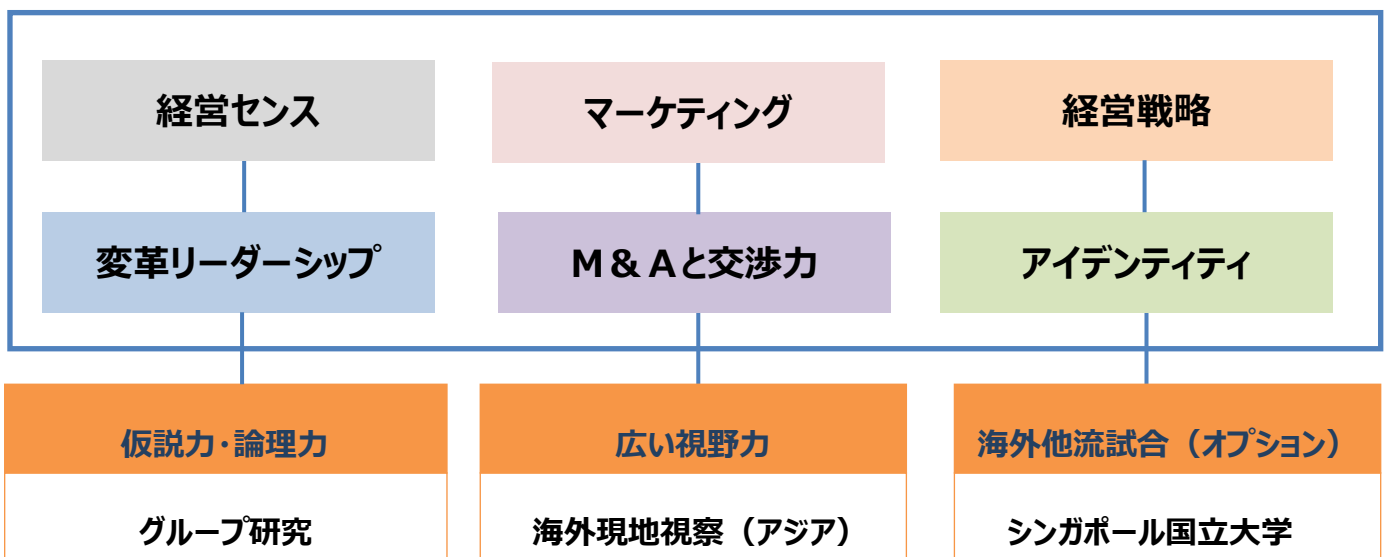 経営センス
マーケティング
経営戦略
変革リーダーシップ
M&Aと交渉力
アイデンティティ
仮説力・論理力
広い視野力
海外他流試合（オプション）
グループ研究
海外現地視察（アジア）
シンガポール国立大学